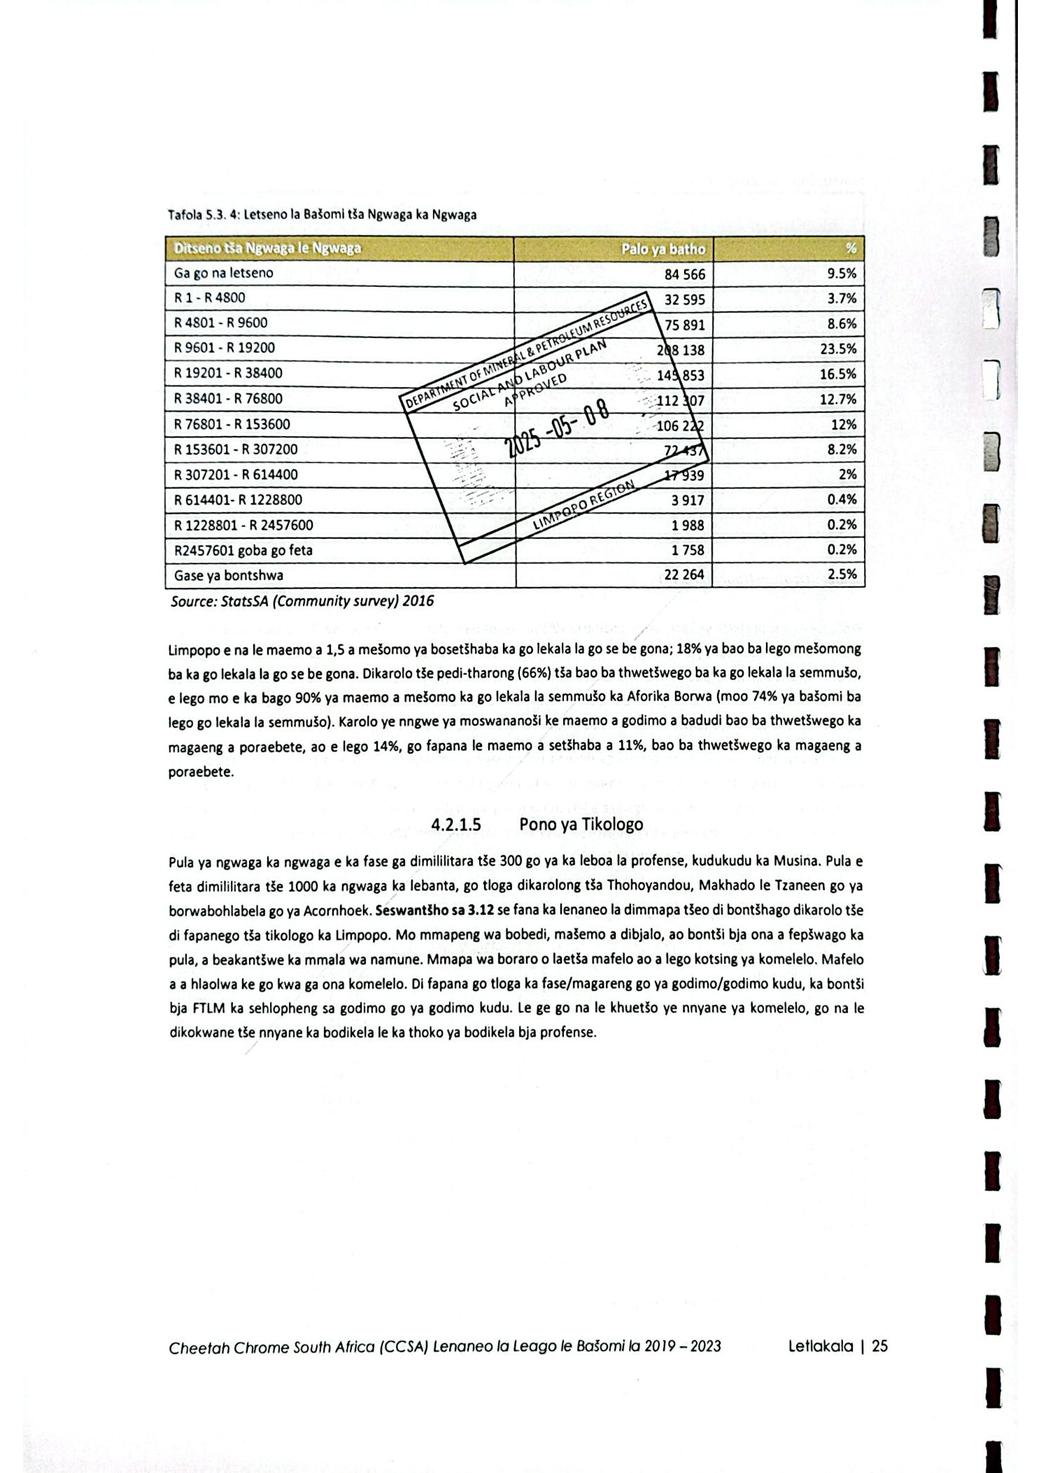 Tafola 5.3. 4: Letseno la Bašomi tša Ngwaga ka Ngwaga
Ditseno tša Ngwaga le Ngwaga Palo ya batho %
Ga go na letseno 84 566 9.5%
R 1 - R 4800 32 595 3.7%
R 4801 - R 9600 75 891 8.6%
R 9601 - R 19200 208 138 23.5%
R 19201 - R 38400 145 853 16.5%
R 38401 - R 76800 112 307 12.7%
R 76801 - R 153600 106 222 12%
R 153601 - R 307200 72 437 8.2%
R 307201 - R 614400 17 939 2%
R 614401- R 1228800 3 917 0.4%
R 1228801 - R 2457600 1 988 0.2%
R2457601 goba go feta 1 758 0.2%
Gase ya bontshwa 22 264 2.5%
DEPARTMENT OF MINERAL & PETROLEUM RESOURCES
SOCIAL AND LABOUR PLAN
APPROVED
2025 -05- 08
LIMPOPO REGION
Source: StatsSA (Community survey) 2016
Limpopo e na le maemo a 1,5 a mešomo ya bosetšhaba ka go lekala la go se be gona; 18% ya bao ba lego mešomong
ba ka go lekala la go se be gona. Dikarolo tše pedi-tharong (66%) tša bao ba thwetšwego ba ka go lekala la semmušo,
e lego mo e ka bago 90% ya maemo a mešomo ka go lekala la semmušo ka Aforika Borwa (moo 74% ya bašomi ba
lego go lekala la semmušo). Karolo ye nngwe ya moswananoši ke maemo a godimo a badudi bao ba thwetšwego ka
magaeng a poraebete, ao e lego 14%, go fapana le maemo a setšhaba a 11%, bao ba thwetšwego ka magaeng a
poraebete.
4.2.1.5 Pono ya Tikologo
Pula ya ngwaga ka ngwaga e ka fase ga dimililitara tše 300 go ya ka leboa la profense, kudukudu ka Musina. Pula e
feta dimililitara tše 1000 ka ngwaga ka lebanta, go tloga dikarolong tša Thohoyandou, Makhado le Tzaneen go ya
borwabohlabela go ya Acornhoek. Seswantšho sa 3.12 se fana ka lenaneo la dimmapa tšeo di bontšhago dikarolo tše
di fapanego tša tikologo ka Limpopo. Mo mmapeng wa bobedi, mašemo a dibjalo, ao bontši bja ona a fepšwago ka
pula, a beakantšwe ka mmala wa namune. Mmapa wa boraro o laetša mafelo ao a lego kotsing ya komelelo. Mafelo
a a hlaolwa ke go kwa ga ona komelelo. Di fapana go tloga ka fase/magareng go ya godimo/godimo kudu, ka bontši
bja FTLM ka sehlopheng sa godimo go ya godimo kudu. Le ge go na le khuetšo ye nnyane ya komelelo, go na le
dikokwane tše nnyane ka bodikela le ka thoko ya bodikela bja profense.
Cheetah Chrome South Africa (CCSA) Lenaneo la Leago le Bašomi la 2019 – 2023 Letlakala | 25